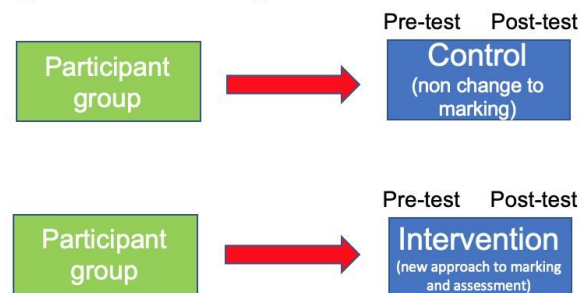 Pre-test Post-test
Participant
group
Control
(non change to
marking)
Pre-test Post-test
Participant
group
Intervention
(new approach to marking
and assessment)